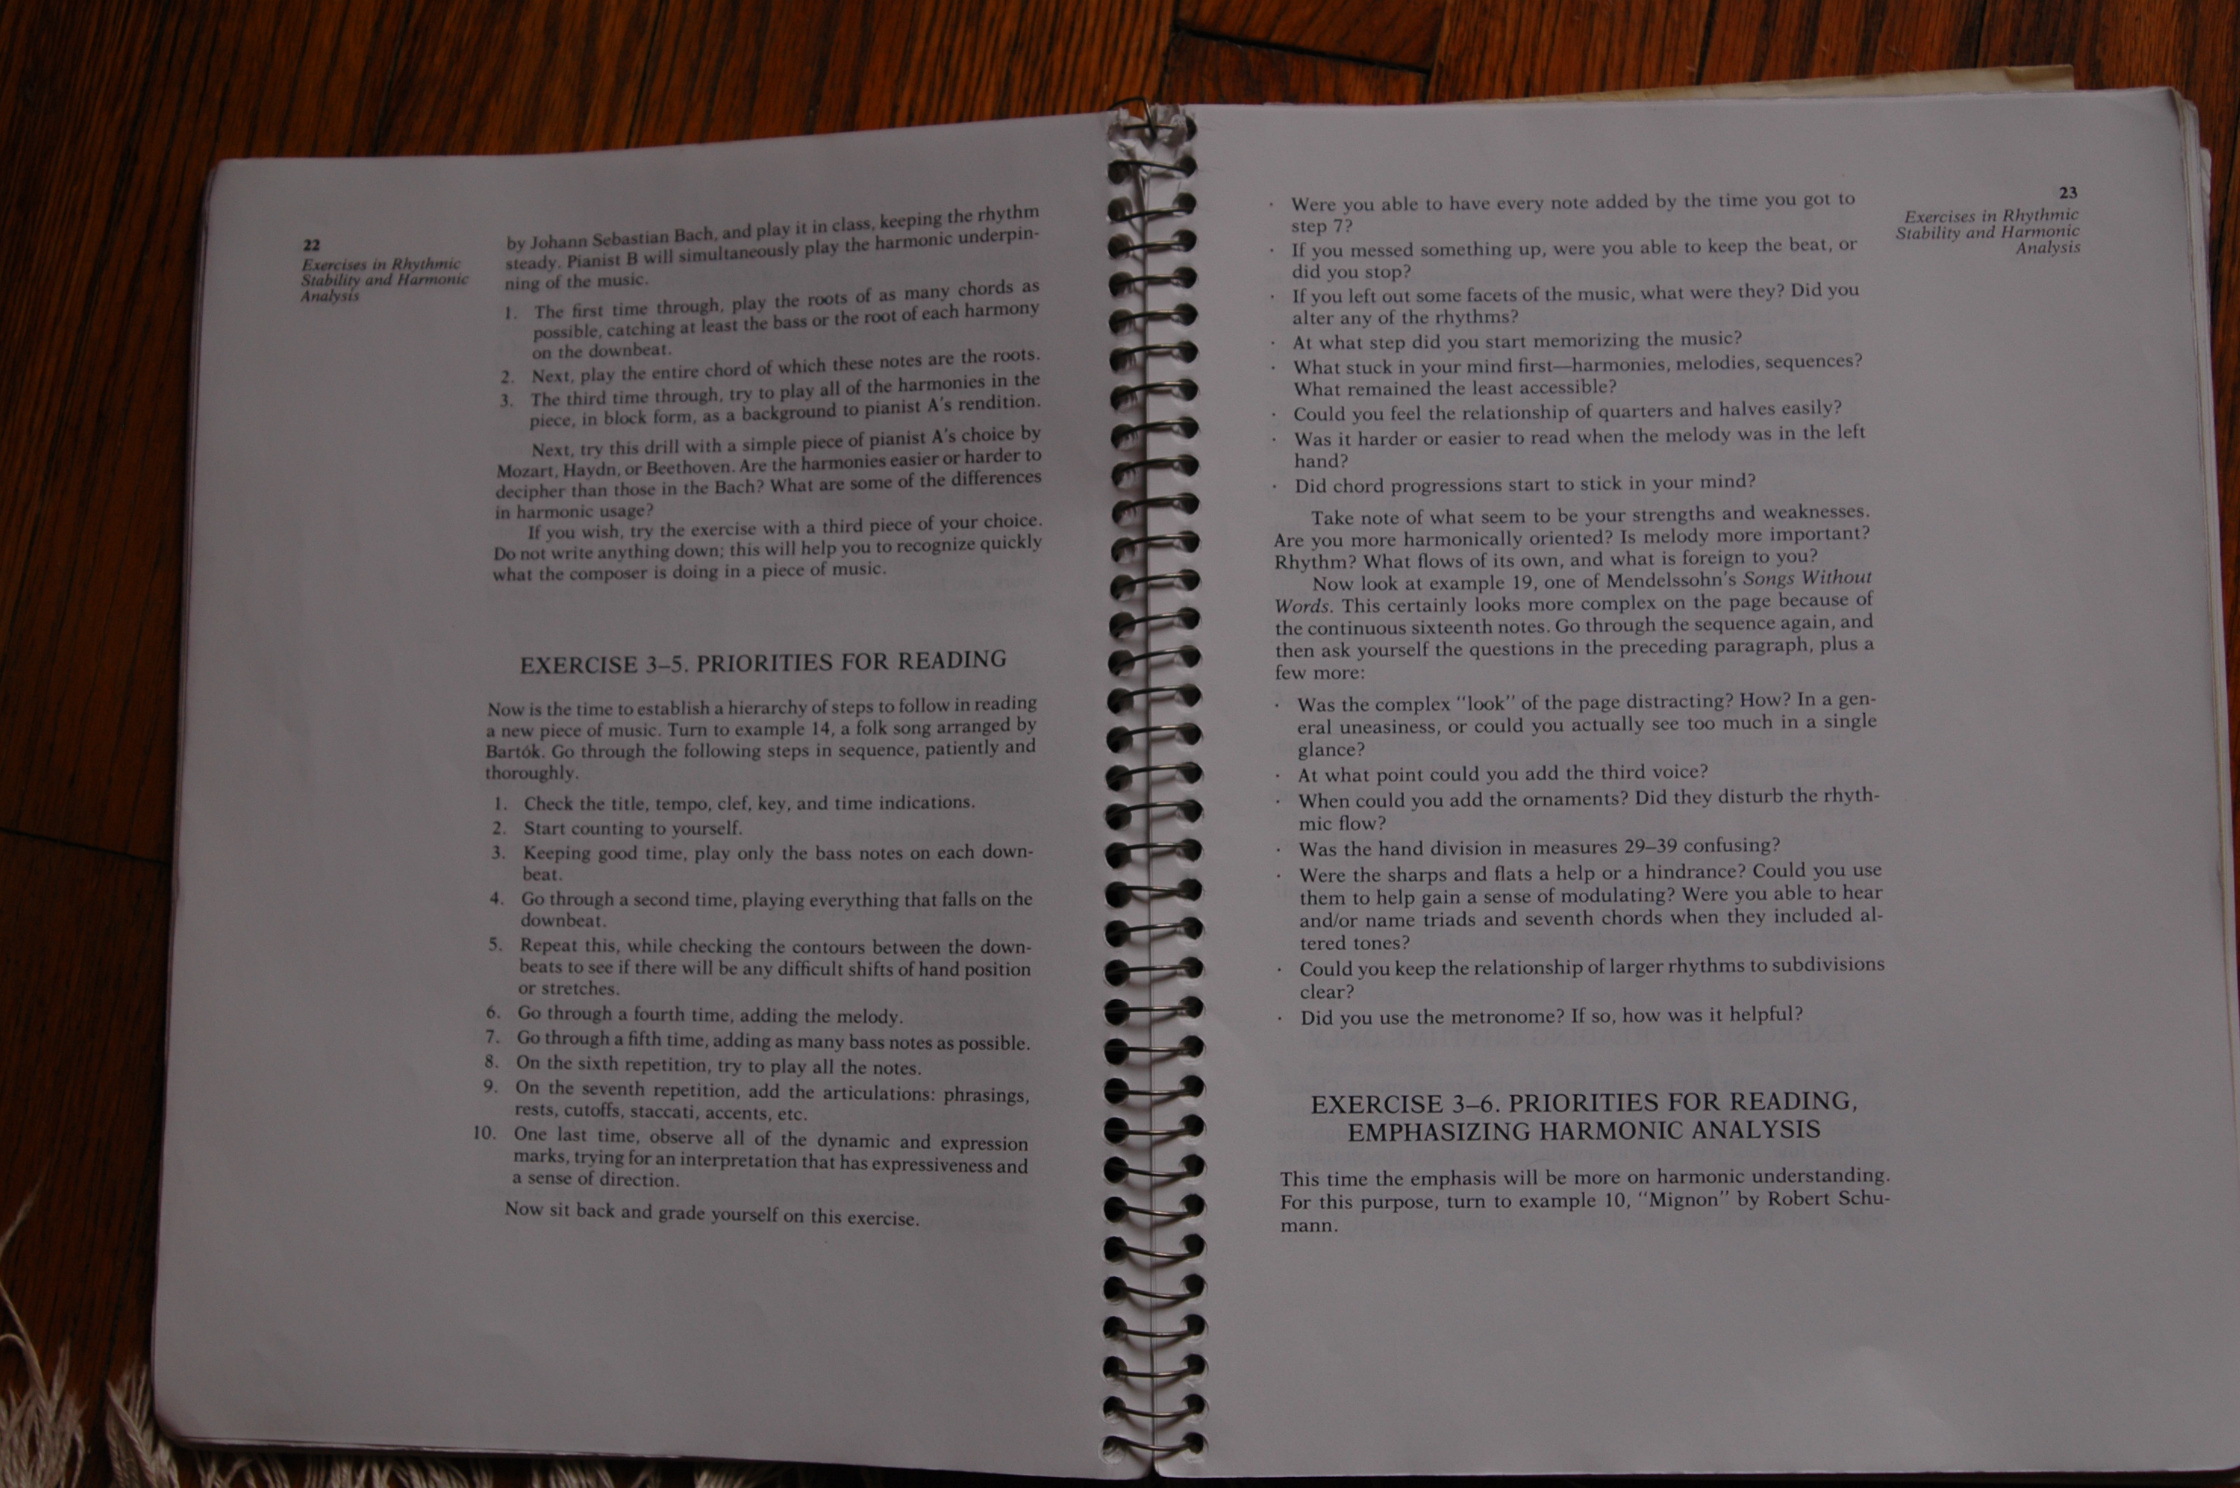 22
Exercises in Rhythmic
Stability and Harmonic
Analysis
by Johann Sebastian Bach, and play it in class, keeping the rhythm
steady. Pianist B will simultaneously play the harmonic underpin-
ning of the music.
1. The first time through, play the roots of as many chords as
possible, catching at least the bass or the root of each harmony
on the downbeat.
2. Next, play the entire chord of which these notes are the roots.
3. The third time through, try to play all of the harmonies in the
piece, in block form, as a background to pianist A's rendition.
Next, try this drill with a simple piece of pianist A's choice by
Mozart, Haydn, or Beethoven. Are the harmonies easier or harder to
decipher than those in the Bach? What are some of the differences
in harmonic usage?
If you wish, try the exercise with a third piece of your choice.
Do not write anything down; this will help you to recognize quickly
what the composer is doing in a piece of music.
EXERCISE 3–5. PRIORITIES FOR READING
Now is the time to establish a hierarchy of steps to follow in reading
a new piece of music. Turn to example 14, a folk song arranged by
Bartók. Go through the following steps in sequence, patiently and
thoroughly.
1. Check the title, tempo, clef, key, and time indications.
2. Start counting to yourself.
3. Keeping good time, play only the bass notes on each down-
beat.
4. Go through a second time, playing everything that falls on the
downbeat.
5. Repeat this, while checking the contours between the down-
beats to see if there will be any difficult shifts of hand position
or stretches.
6. Go through a fourth time, adding the melody.
7. Go through a fifth time, adding as many bass notes as possible.
8. On the sixth repetition, try to play all the notes.
9. On the seventh repetition, add the articulations: phrasings,
rests, cutoffs, staccati, accents, etc.
10. One last time, observe all of the dynamic and expression
marks, trying for an interpretation that has expressiveness and
a sense of direction.
Now sit back and grade yourself on this exercise.
23
Exercises in Rhythmic
Stability and Harmonic
Analysis
· Were you able to have every note added by the time you got to
step 7?
· If you messed something up, were you able to keep the beat, or
did you stop?
· If you left out some facets of the music, what were they? Did you
alter any of the rhythms?
· At what step did you start memorizing the music?
· What stuck in your mind first—harmonies, melodies, sequences?
What remained the least accessible?
· Could you feel the relationship of quarters and halves easily?
· Was it harder or easier to read when the melody was in the left
hand?
· Did chord progressions start to stick in your mind?
Take note of what seem to be your strengths and weaknesses.
Are you more harmonically oriented? Is melody more important?
Rhythm? What flows of its own, and what is foreign to you?
Now look at example 19, one of Mendelssohn's Songs Without
Words. This certainly looks more complex on the page because of
the continuous sixteenth notes. Go through the sequence again, and
then ask yourself the questions in the preceding paragraph, plus a
few more:
· Was the complex "look" of the page distracting? How? In a gen-
eral uneasiness, or could you actually see too much in a single
glance?
· At what point could you add the third voice?
· When could you add the ornaments? Did they disturb the rhyth-
mic flow?
· Was the hand division in measures 29–39 confusing?
· Were the sharps and flats a help or a hindrance? Could you use
them to help gain a sense of modulating? Were you able to hear
and/or name triads and seventh chords when they included al-
tered tones?
· Could you keep the relationship of larger rhythms to subdivisions
clear?
· Did you use the metronome? If so, how was it helpful?
EXERCISE 3–6. PRIORITIES FOR READING,
EMPHASIZING HARMONIC ANALYSIS
This time the emphasis will be more on harmonic understanding.
For this purpose, turn to example 10, "Mignon" by Robert Schu-
mann.